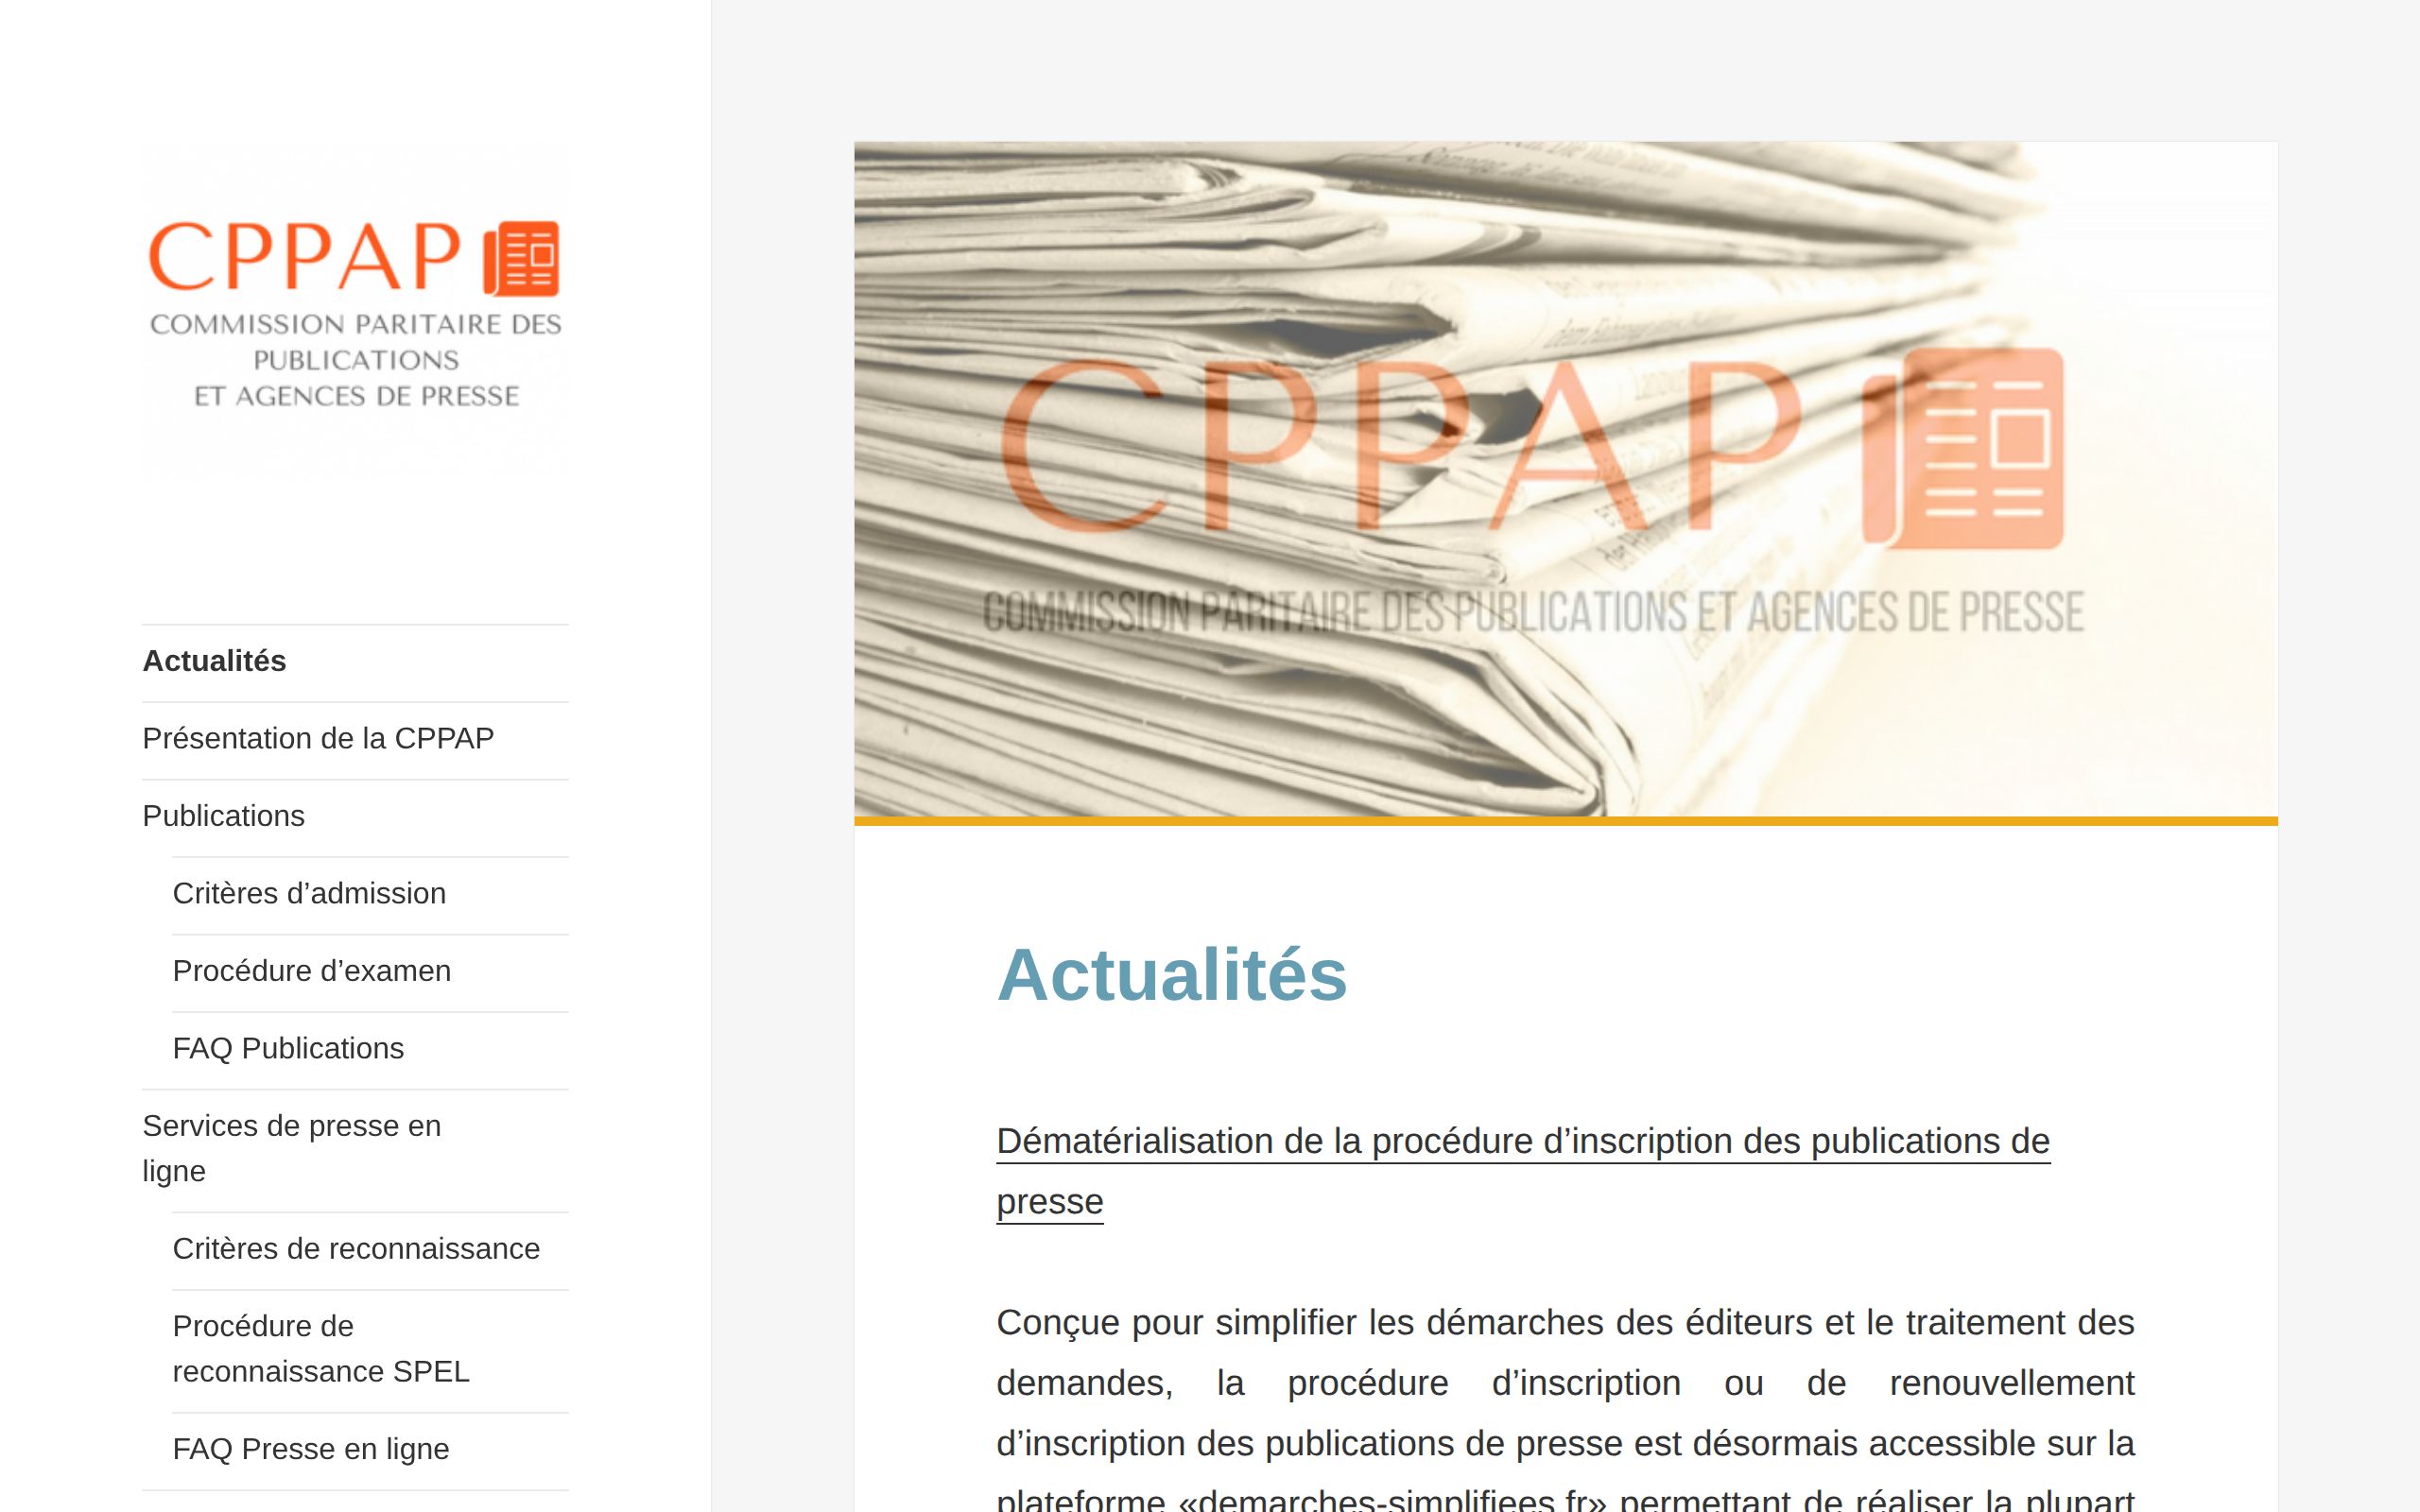 CPPAP
COMMISSION PARITAIRE DES
PUBLICATIONS
ET AGENCES DE PRESSE
Actualités
Présentation de la CPPAP
Publications
Critères d’admission
Procédure d’examen
FAQ Publications
Services de presse en
ligne
Critères de reconnaissance
Procédure de
reconnaissance SPEL
FAQ Presse en ligne
CPPAP
COMMISSION PARITAIRE DES PUBLICATIONS ET AGENCES DE PRESSE
Actualités
Dématérialisation de la procédure d’inscription des publications de
presse
Conçue pour simplifier les démarches des éditeurs et le traitement des
demandes, la procédure d’inscription ou de renouvellement
d’inscription des publications de presse est désormais accessible sur la
plateforme «demarches-simplifiees.fr» permettant de réaliser la plupart